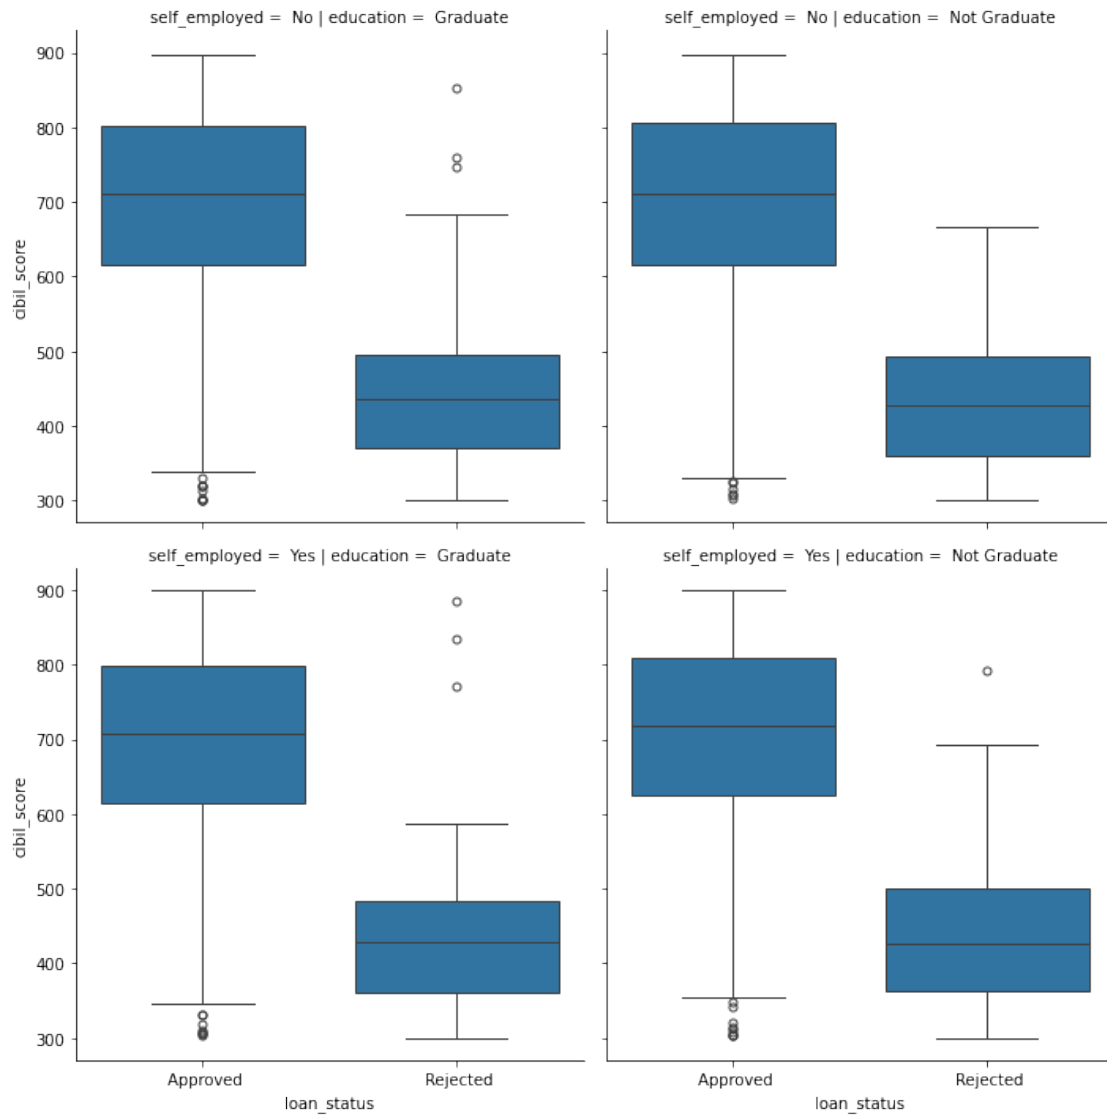 self_employed = No | education = Graduate
self_employed = No | education = Not Graduate
900
800
700
600
500
400
300
cibil_score
self_employed = Yes | education = Graduate
self_employed = Yes | education = Not Graduate
900
800
700
600
500
400
300
cibil_score
Approved
Rejected
loan_status
Approved
Rejected
loan_status